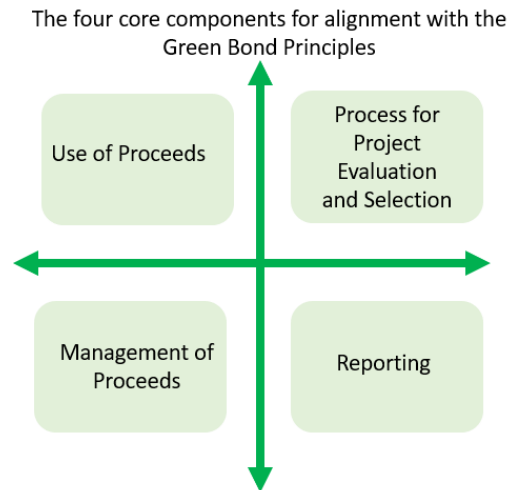 The four core components for alignment with the
Green Bond Principles
Use of Proceeds
Process for
Project
Evaluation
and Selection
Management of
Proceeds
Reporting